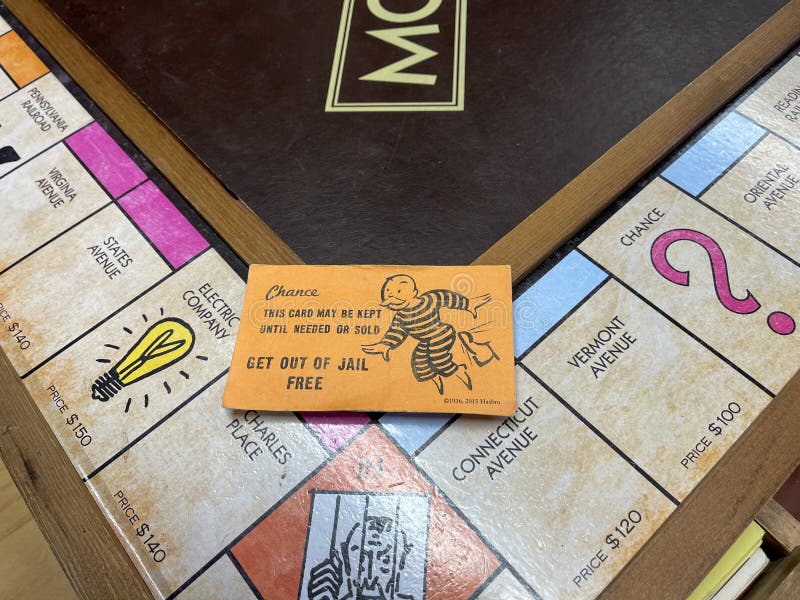 MO
PENNSYLVANIA
RAILROAD
VIRGINIA
AVENUE
STATES
AVENUE
PRICE $140
ELECTRIC
COMPANY
PRICE $150
CHARLES
PLACE
PRICE $140
Chance
THIS CARD MAY BE KEPT
UNTIL NEEDED OR SOLD
GET OUT OF JAIL
FREE
©1936, 2015 Hasbro.
IN
CONNECTICUT
AVENUE
PRICE $120
VERMONT
AVENUE
PRICE $100
CHANCE
?
ORIENTAL
AVENUE
READING
RAI